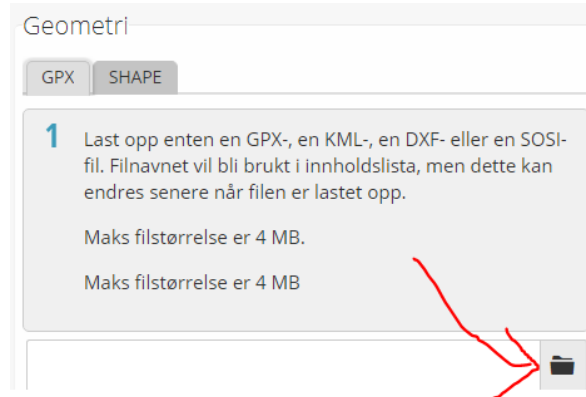 Geometri
GPX SHAPE
1 Last opp enten en GPX-, en KML-, en DXF- eller en SOSI-
fil. Filnavnet vil bli brukt i innholdslista, men dette kan
endres senere når filen er lastet opp.
Maks filstørrelse er 4 MB.
Maks filstørrelse er 4 MB